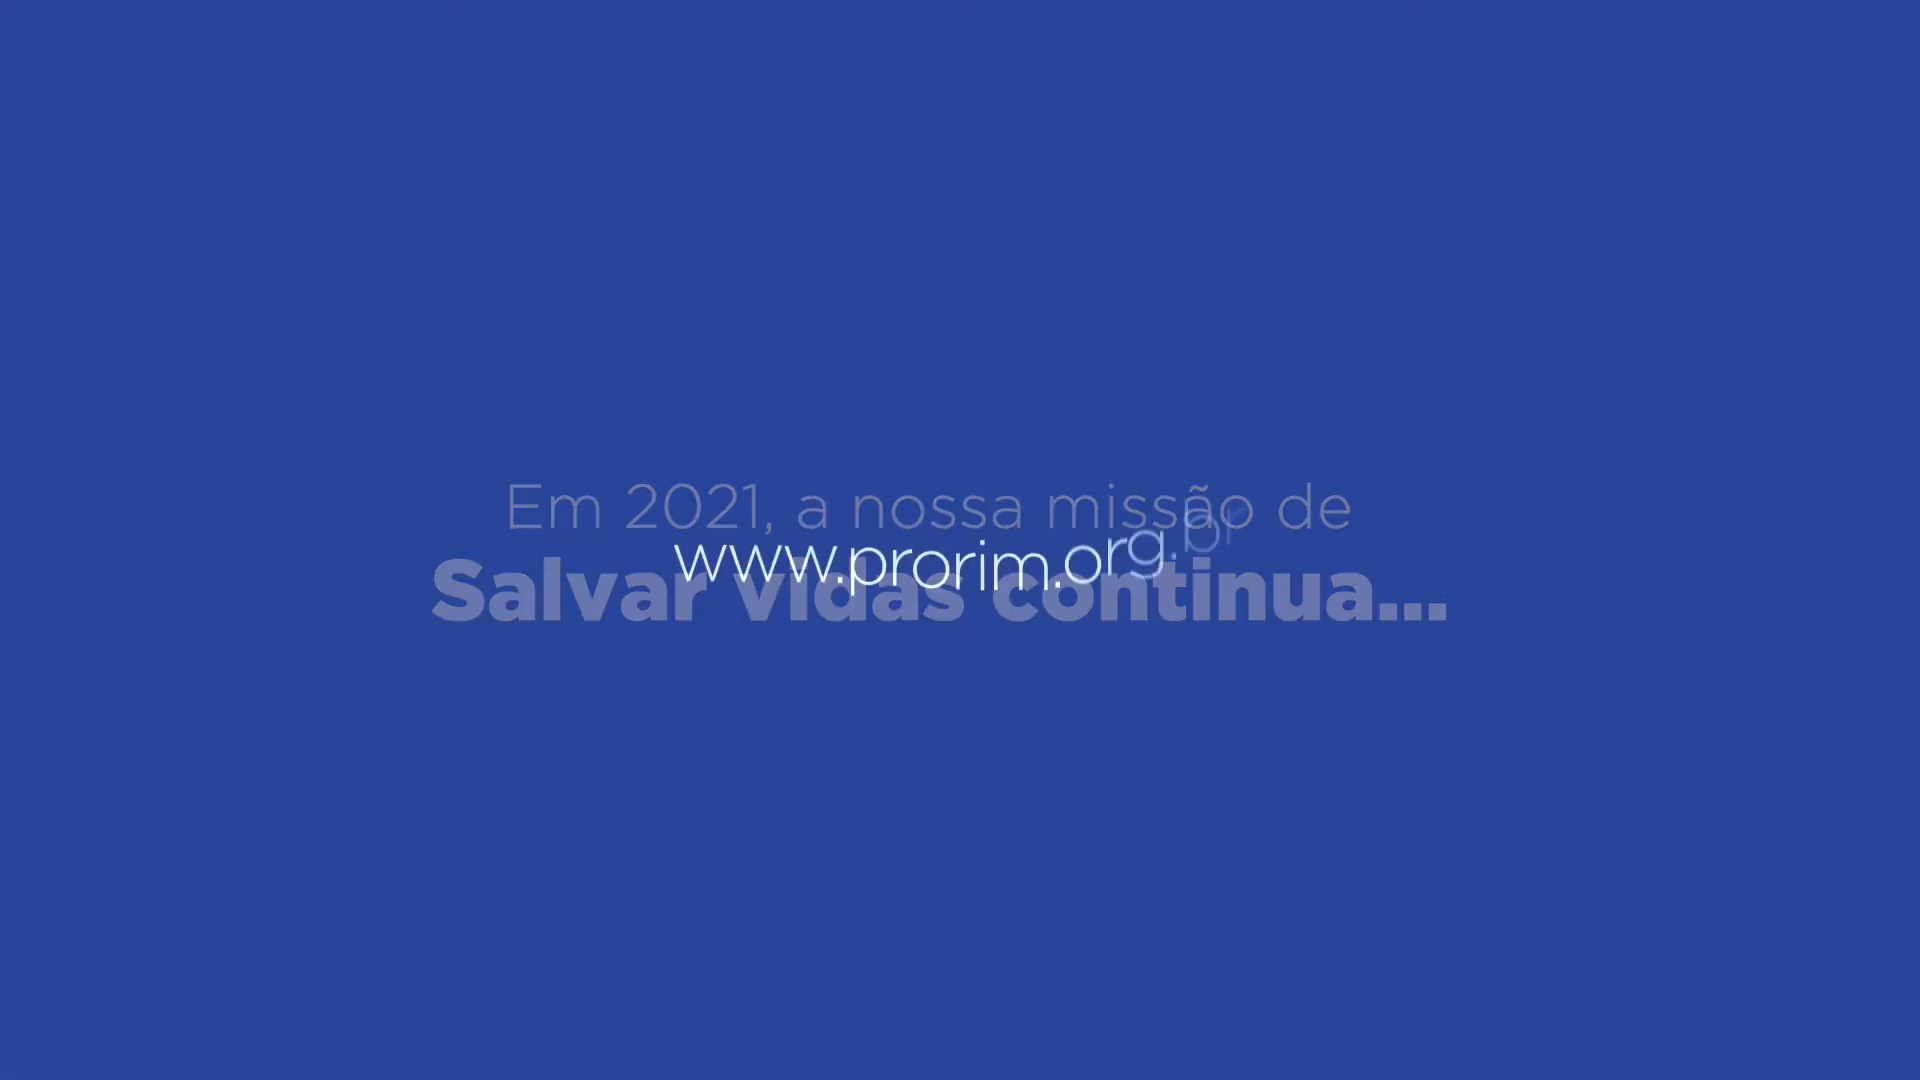 Em 2021, a nossa missão de
www.prorim.org.br
Salvar vidas continua...